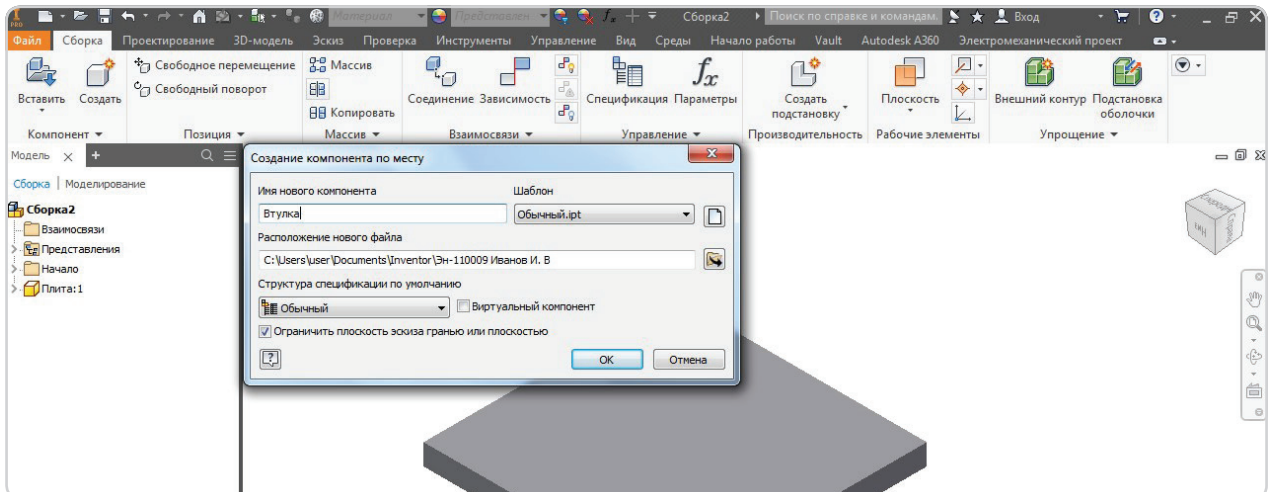 PRO Материал Представлен. Сборка2 Поиск по справке и командам. Вход
Файл Сборка Проектирование 3D-модель Эскиз Проверка Инструменты Управление Вид Среды Начало работы Vault Autodesk A360 Электромеханический проект
Свободное перемещение Массив
Свободный поворот
Вставить Создать Копировать Соединение Зависимость Спецификация Параметры Создать подстановку Плоскость Внешний контур Подстановка оболочки
Компонент Позиция Массив Взаимосвязи Управление Производительность Рабочие элементы Упрощение
Модель
Сборка | Моделирование
Сборка2
Взаимосвязи
Представления
Начало
Плита:1
Создание компонента по месту
Имя нового компонента Шаблон
Втулка Обычный.ipt
Расположение нового файла
C:\Users\user\Documents\Inventor\Эн-110009 Иванов И. В
Структура спецификации по умолчанию
Обычный Виртуальный компонент
Ограничить плоскость эскиза гранью или плоскостью
OK Отмена